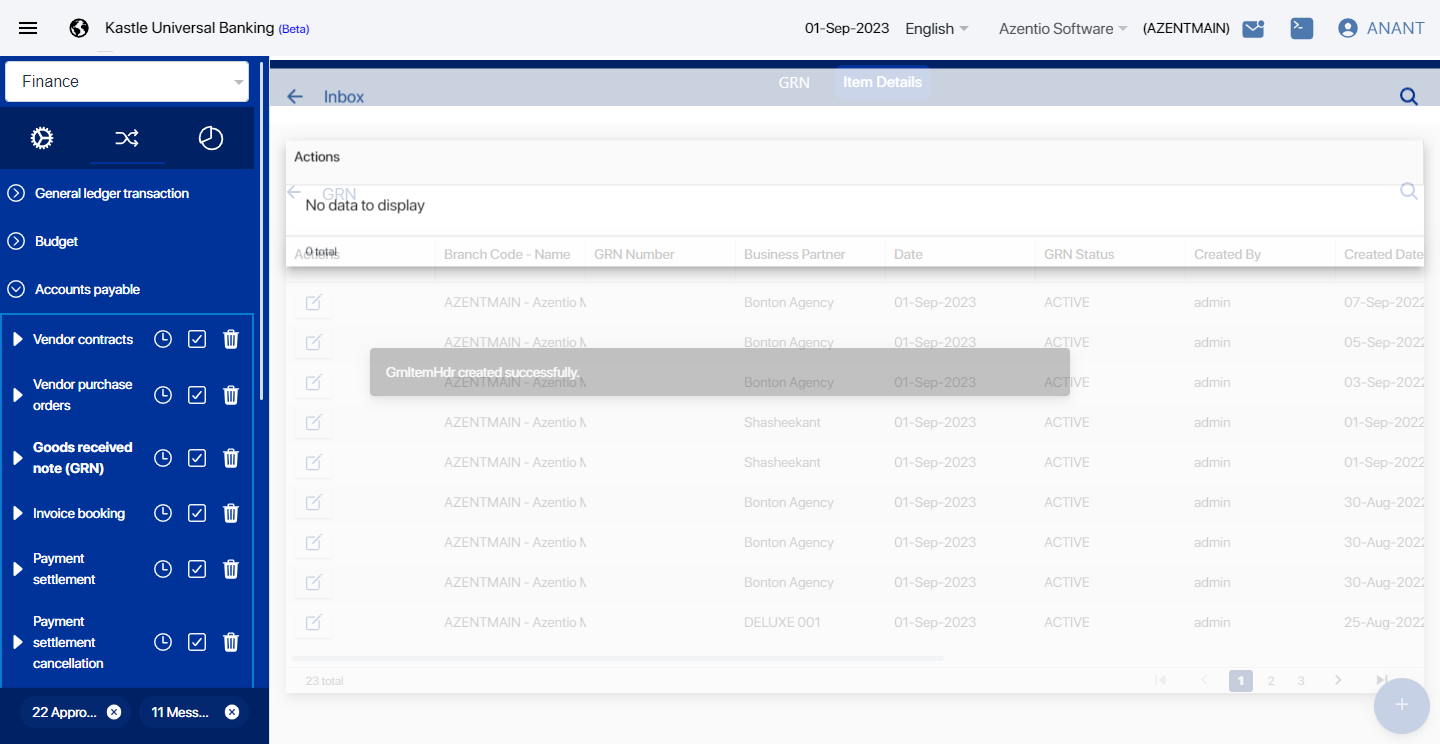 Kastle Universal Banking (Beta)
01-Sep-2023 English Azentio Software (AZENTMAIN) ANANT
Finance
GRN Item Details
Inbox
General ledger transaction
Budget
Accounts payable
Vendor contracts
Vendor purchase
orders
Goods received
note (GRN)
Invoice booking
Payment
settlement
Payment
settlement
cancellation
22 Appro...
11 Mess...
Actions
GRN
No data to display
0 total
Actions Branch Code - Name GRN Number Business Partner Date GRN Status Created By Created Date
AZENTMAIN - Azentio M Bonton Agency 01-Sep-2023 ACTIVE admin 07-Sep-2022
AZENTMAIN - Azentio M Bonton Agency 01-Sep-2023 ACTIVE admin 05-Sep-2022
GrnItemHdr created successfully.
AZENTMAIN - Azentio M Bonton Agency 01-Sep-2023 ACTIVE admin 03-Sep-2022
AZENTMAIN - Azentio M Shasheekant 01-Sep-2023 ACTIVE admin 01-Sep-2022
AZENTMAIN - Azentio M Shasheekant 01-Sep-2023 ACTIVE admin 01-Sep-2022
AZENTMAIN - Azentio M Bonton Agency 01-Sep-2023 ACTIVE admin 30-Aug-2022
AZENTMAIN - Azentio M Bonton Agency 01-Sep-2023 ACTIVE admin 30-Aug-2022
AZENTMAIN - Azentio M Bonton Agency 01-Sep-2023 ACTIVE admin 30-Aug-2022
AZENTMAIN - Azentio M DELUXE 001 01-Sep-2023 ACTIVE admin 25-Aug-2022
23 total 1 2 3